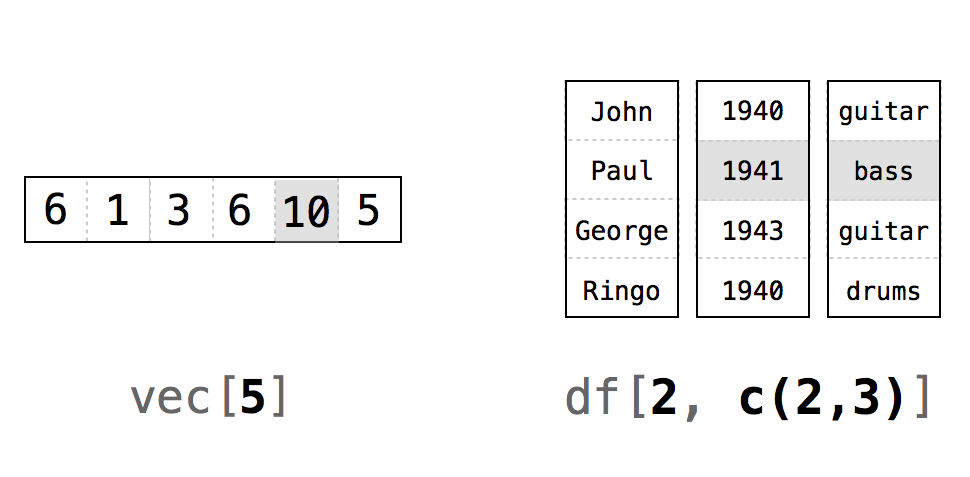 6 1 3 6 10 5
vec[5]
John 1940 guitar
Paul 1941 bass
George 1943 guitar
Ringo 1940 drums
df[2, c(2,3)]